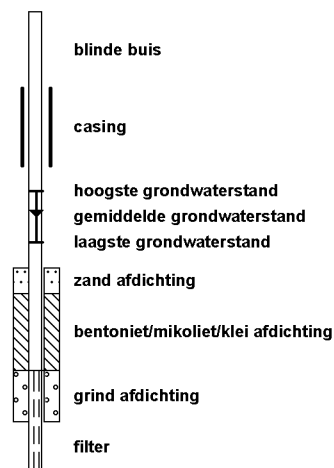 blinde buis
casing
hoogste grondwaterstand
gemiddelde grondwaterstand
laagste grondwaterstand
zand afdichting
bentoniet/mikoliet/klei afdichting
grind afdichting
filter